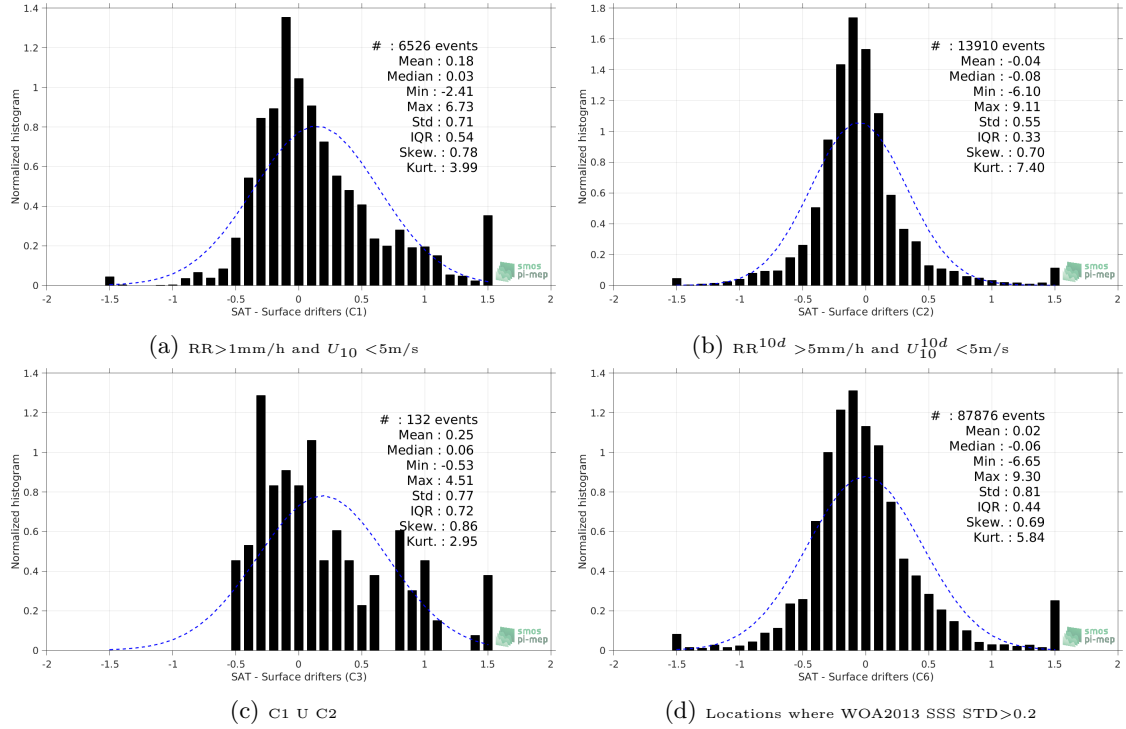 1.4
1.2
1
0.8
0.6
0.4
0.2
0
-2
-1.5
-1
-0.5
0
0.5
1
1.5
2
Normalized histogram
SAT - Surface drifters (C1)
# : 6526 events
Mean : 0.18
Median : 0.03
Min : -2.41
Max : 6.73
Std : 0.71
IQR : 0.54
Skew. : 0.78
Kurt. : 3.99
smos
pi-mep
(a) RR>1mm/h and U10 <5m/s
1.8
1.6
1.4
1.2
1
0.8
0.6
0.4
0.2
0
-2
-1.5
-1
-0.5
0
0.5
1
1.5
2
Normalized histogram
SAT - Surface drifters (C2)
# : 13910 events
Mean : -0.04
Median : -0.08
Min : -6.10
Max : 9.11
Std : 0.55
IQR : 0.33
Skew. : 0.70
Kurt. : 7.40
smos
pi-mep
(b) RR^10d >5mm/h and U10^10d <5m/s
1.4
1.2
1
0.8
0.6
0.4
0.2
0
-2
-1.5
-1
-0.5
0
0.5
1
1.5
2
Normalized histogram
SAT - Surface drifters (C3)
# : 132 events
Mean : 0.25
Median : 0.06
Min : -0.53
Max : 4.51
Std : 0.77
IQR : 0.72
Skew. : 0.86
Kurt. : 2.95
smos
pi-mep
(c) C1 U C2
1.4
1.2
1
0.8
0.6
0.4
0.2
0
-2
-1.5
-1
-0.5
0
0.5
1
1.5
2
Normalized histogram
SAT - Surface drifters (C6)
# : 87876 events
Mean : 0.02
Median : -0.06
Min : -6.65
Max : 9.30
Std : 0.81
IQR : 0.44
Skew. : 0.69
Kurt. : 5.84
smos
pi-mep
(d) Locations where WOA2013 SSS STD>0.2